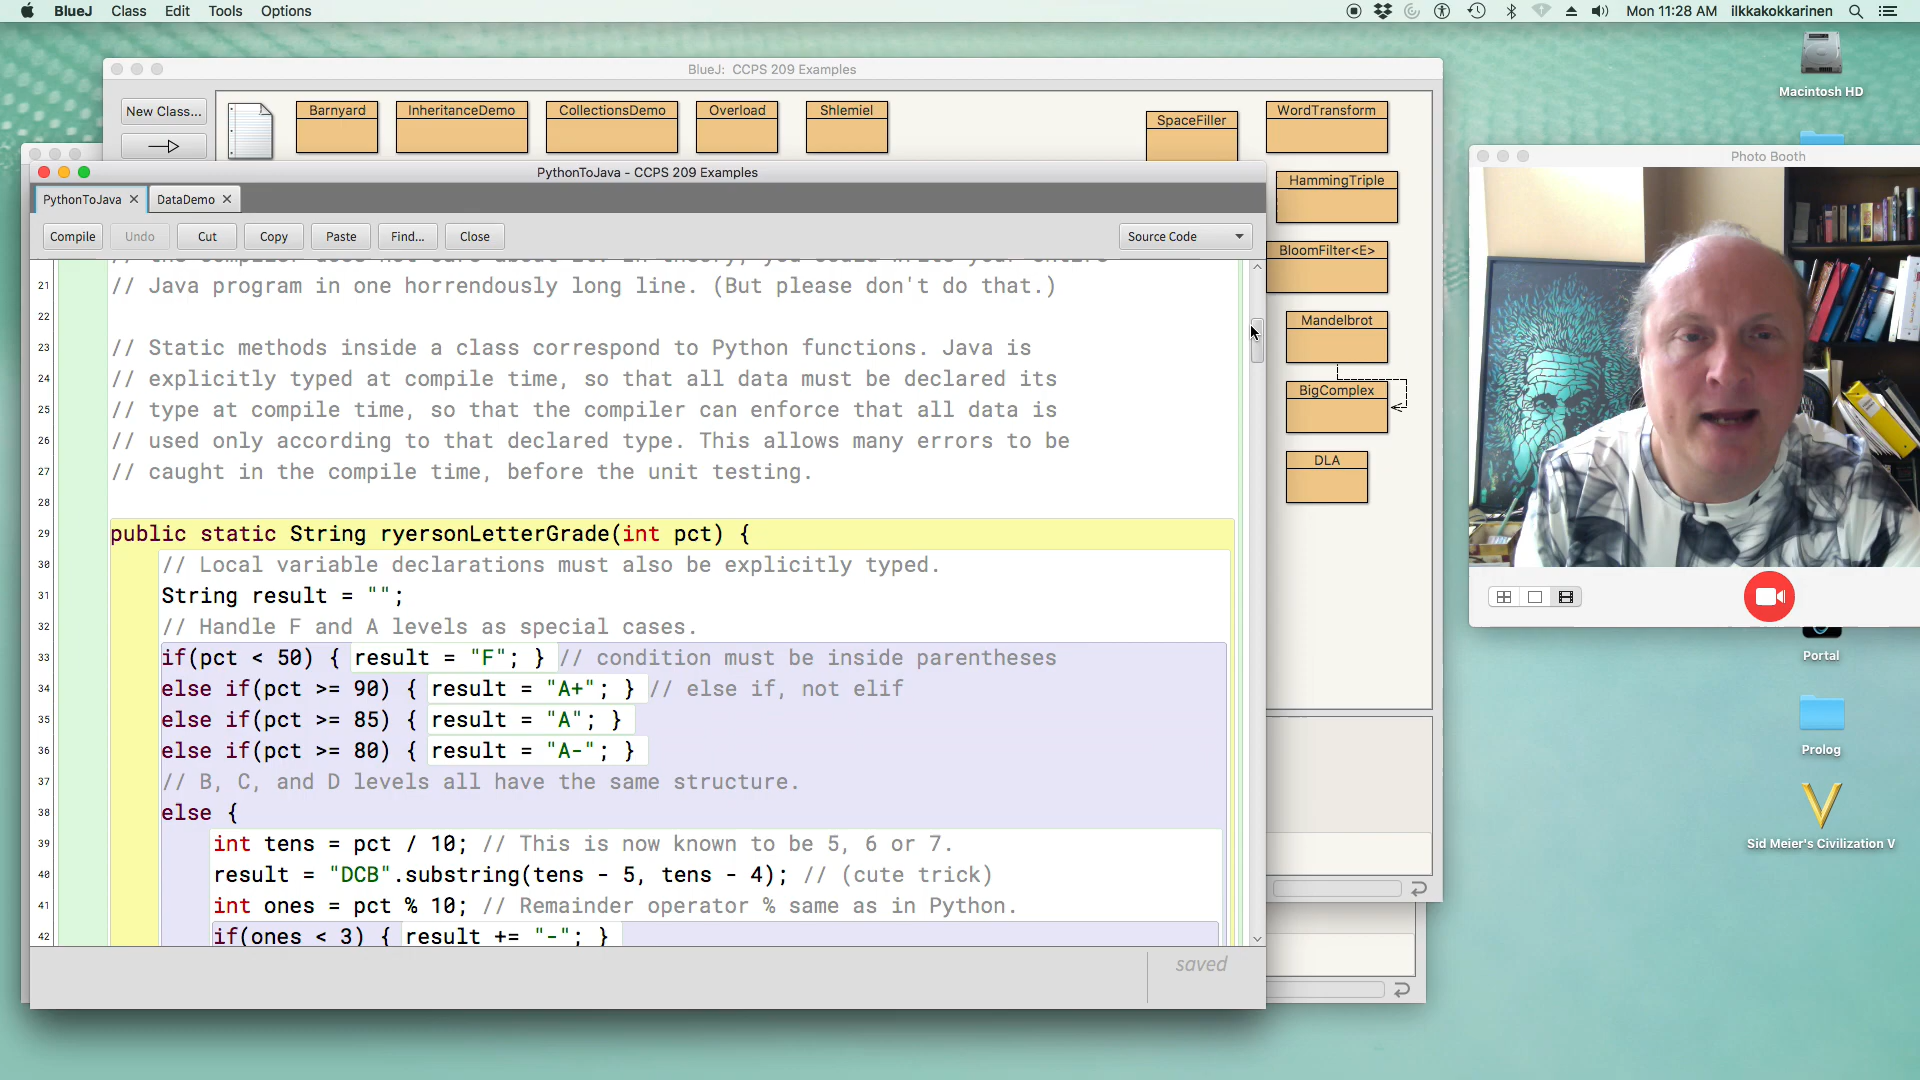 BlueJ Class Edit Tools Options
Mon 11:28 AM ilkkakokkarinen
BlueJ: CCPS 209 Examples
New Class...
Barnyard
InheritanceDemo
CollectionsDemo
Overload
Shlemiel
SpaceFiller
WordTransform
HammingTriple
BloomFilter<E>
Mandelbrot
BigComplex
DLA
PythonToJava - CCPS 209 Examples
PythonToJava DataDemo
Compile Undo Cut Copy Paste Find... Close Source Code
21 // Java program in one horrendously long line. (But please don't do that.)
22
23 // Static methods inside a class correspond to Python functions. Java is
24 // explicitly typed at compile time, so that all data must be declared its
25 // type at compile time, so that the compiler can enforce that all data is
26 // used only according to that declared type. This allows many errors to be
27 // caught in the compile time, before the unit testing.
28
29 public static String ryersonLetterGrade(int pct) {
30 // Local variable declarations must also be explicitly typed.
31 String result = "";
32 // Handle F and A levels as special cases.
33 if(pct < 50) { result = "F"; } // condition must be inside parentheses
34 else if(pct >= 90) { result = "A+"; } // else if, not elif
35 else if(pct >= 85) { result = "A"; }
36 else if(pct >= 80) { result = "A-"; }
37 // B, C, and D levels all have the same structure.
38 else {
39 int tens = pct / 10; // This is now known to be 5, 6 or 7.
40 result = "DCB".substring(tens - 5, tens - 4); // (cute trick)
41 int ones = pct % 10; // Remainder operator % same as in Python.
42 if(ones < 3) { result += "-"; }
saved
Photo Booth
Macintosh HD
Portal
Prolog
Sid Meier's Civilization V